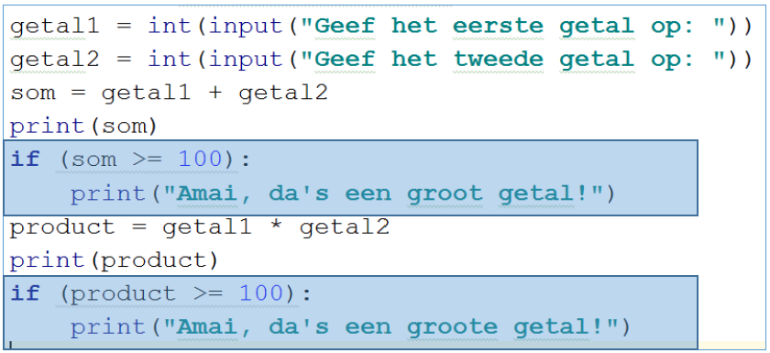 getal1 = int(input("Geef het eerste getal op: "))
getal2 = int(input("Geef het tweede getal op: "))
som = getal1 + getal2
print(som)
if (som >= 100):
    print("Amai, da's een groot getal!")
product = getal1 * getal2
print(product)
if (product >= 100):
    print("Amai, da's een groote getal!")